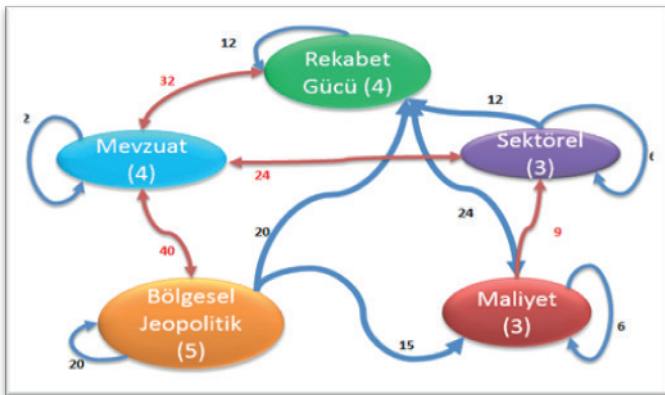 12
Rekabet
Gücü (4)
32
12
Mevzuat
(4)
24
Sektörel
(3)
40
20
24
9
Bölgesel
Jeopolitik
(5)
20
15
Maliyet
(3)
6